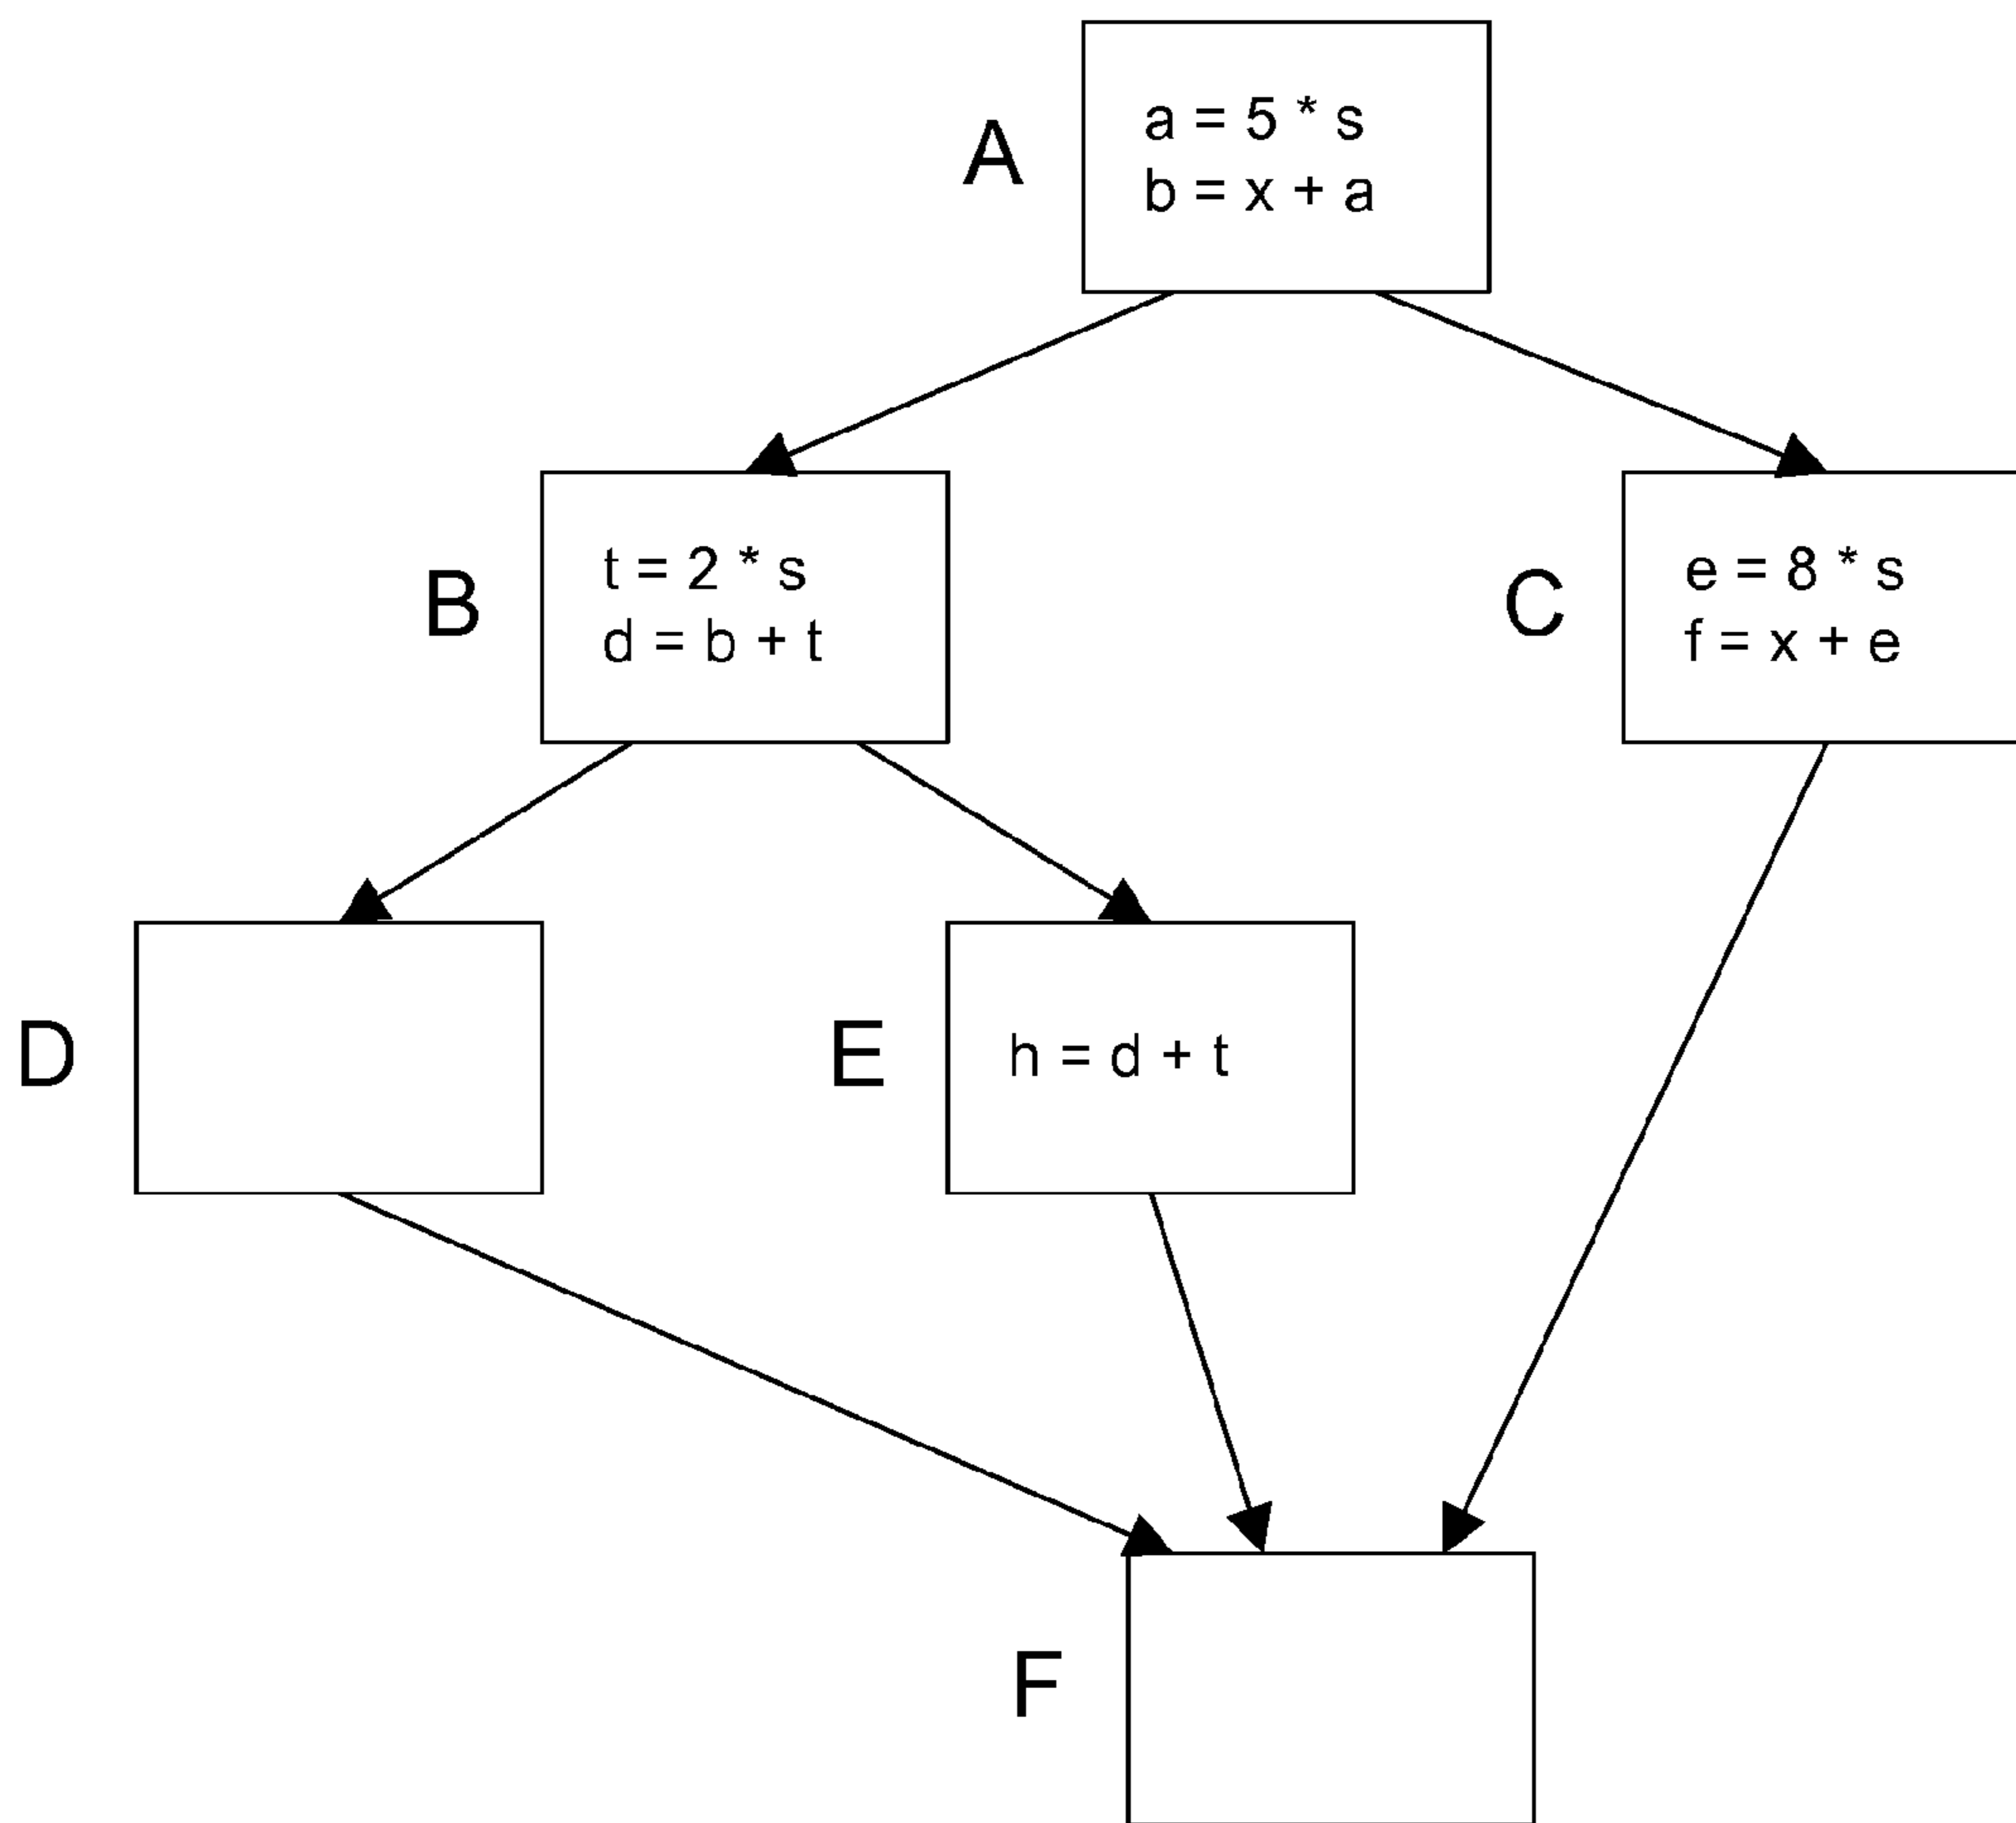 A
a = 5 * s
b = x + a
B
t = 2 * s
d = b + t
C
e = 8 * s
f = x + e
D
E
h = d + t
F